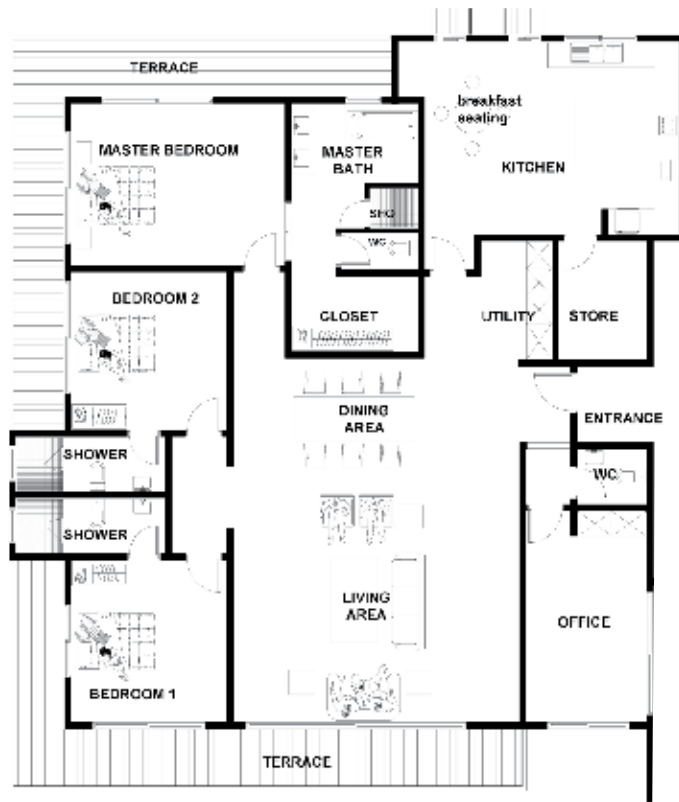 TERRACE
breakfast
seating
MASTER BEDROOM
MASTER
BATH
KITCHEN
SHO
WC
BEDROOM 2
CLOSET
UTILITY
STORE
DINING
AREA
ENTRANCE
SHOWER
WC
SHOWER
LIVING
AREA
OFFICE
BEDROOM 1
TERRACE